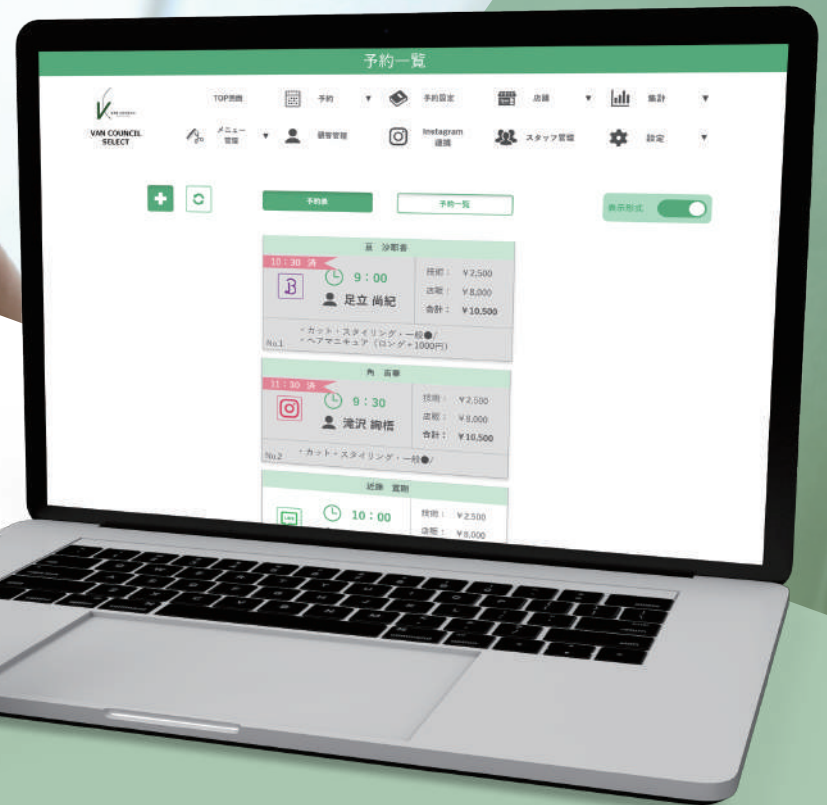 予約一覧
TOP画面 予約 ▼ 予約設定 店舗 ▼ 集計 ▼
VAN COUNCIL
SELECT
メニュー
管理 ▼ 顧客管理 Instagram
連携 スタッフ管理 設定 ▼
予約表 予約一覧 表示形式
沙耶香
10：30 済
9：00
足立 尚紀
技術： ￥2,500
店販： ￥8,000
合計： ￥10,500
・カット・スタイリング・一般●/
・ヘアマニキュア（ロング+1000円）
No.1
角
11：30 済
9：30
滝沢 絢梧
技術： ￥2,500
店販： ￥8,000
合計： ￥10,500
・カット・スタイリング・一般●/
No.2
近藤
LINE
10：00
技術： ￥2,500
店販： ￥8,000